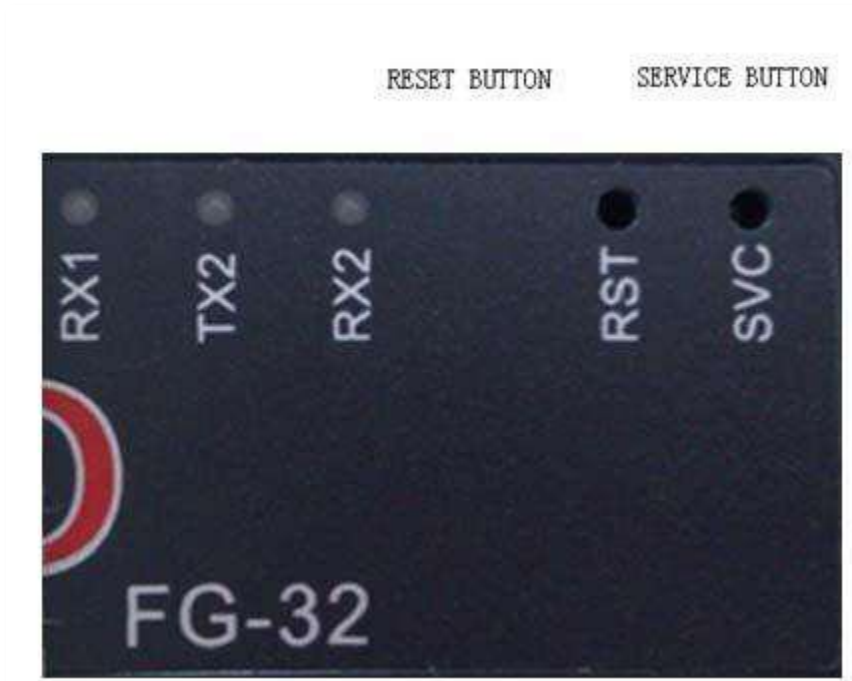 RESET BUTTON
SERVICE BUTTON
RX1
TX2
RX2
RST
SVC
FG-32